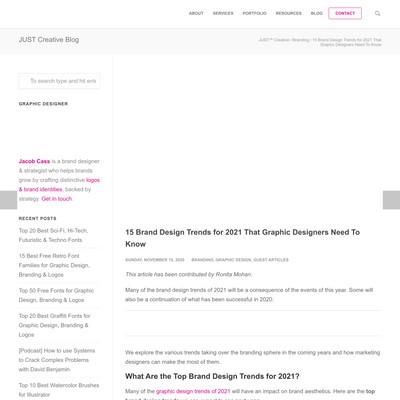 ABOUT SERVICES PORTFOLIO RESOURCES BLOG CONTACT
JUST Creative Blog
JUST™ Creative / Branding / 15 Brand Design Trends for 2021 That
Graphic Designers Need To Know
To search type and hit ente
GRAPHIC DESIGNER
Jacob Cass is a brand designer
& strategist who helps brands
grow by crafting distinctive logos
& brand identities, backed by
strategy. Get in touch.
RECENT POSTS
Top 20 Best Sci-Fi, Hi-Tech,
Futuristic & Techno Fonts
15 Best Free Retro Font
Families for Graphic Design,
Branding & Logos
Top 50 Free Fonts for Graphic
Design, Branding & Logos
Top 20 Best Graffiti Fonts for
Graphic Design, Branding &
Logos
[Podcast] How to use Systems
to Crack Complex Problems
with David Benjamin
Top 10 Best Watercolor Brushes
for Illustrator
15 Brand Design Trends for 2021 That Graphic Designers Need To
Know
SUNDAY, NOVEMBER 15, 2020 BRANDING, GRAPHIC DESIGN, GUEST ARTICLES
This article has been contributed by Ronita Mohan.
Many of the brand design trends of 2021 will be a consequence of the events of this year. Some will
also be a continuation of what has been successful in 2020.
We explore the various trends taking over the branding sphere in the coming years and how marketing
designers can make the most of them.
What Are the Top Brand Design Trends for 2021?
Many of the graphic design trends of 2021 will have an impact on brand aesthetics. Here are the top